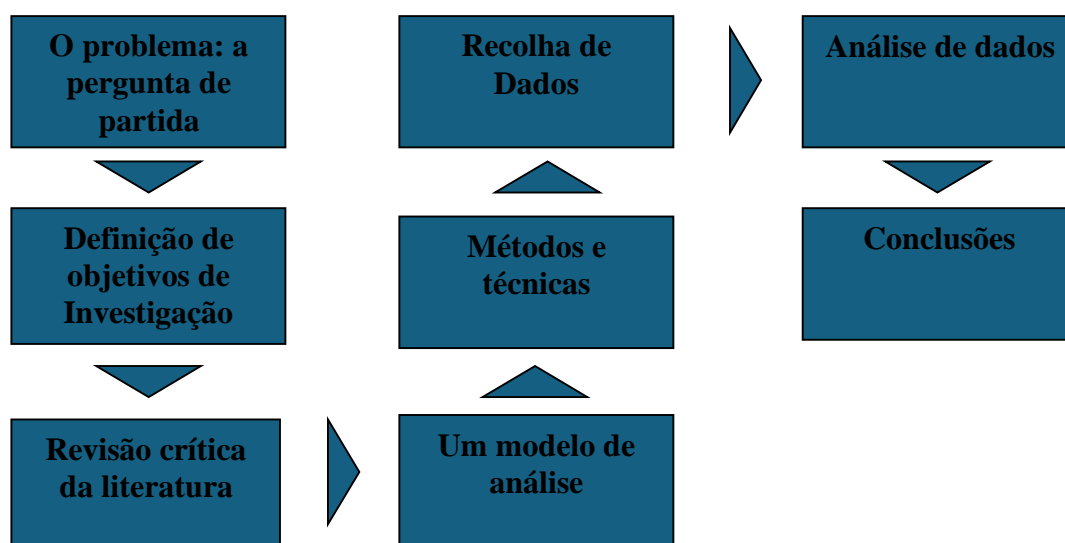 O problema: a
pergunta de
partida
Definição de
objetivos de
Investigação
Revisão crítica
da literatura
Um modelo de
análise
Métodos e
técnicas
Recolha de
Dados
Análise de dados
Conclusões